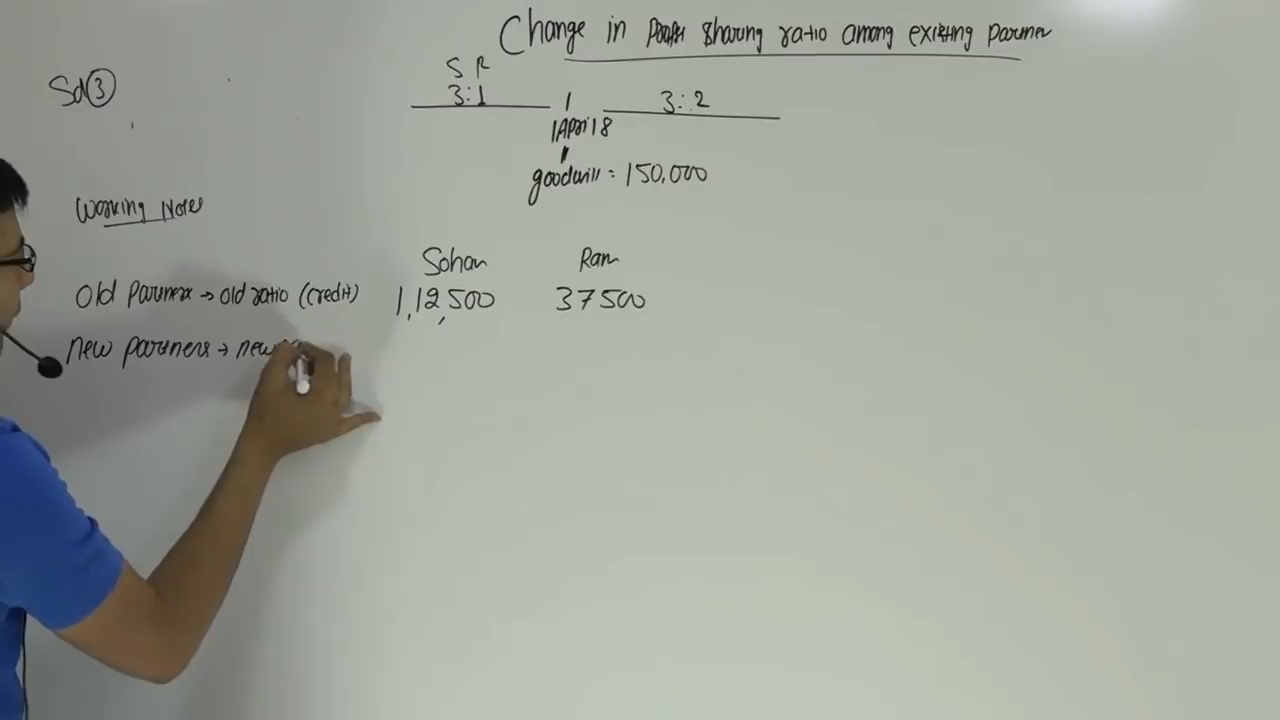 Change in Profit sharing ratio among existing partner
Sol ③
S R
3:1
3:2
1 April 18
goodwill = 150,000
Working Notes
Sohan Ram
Old partners → old ratio (credit) 1,12,500 37500
new partners → new